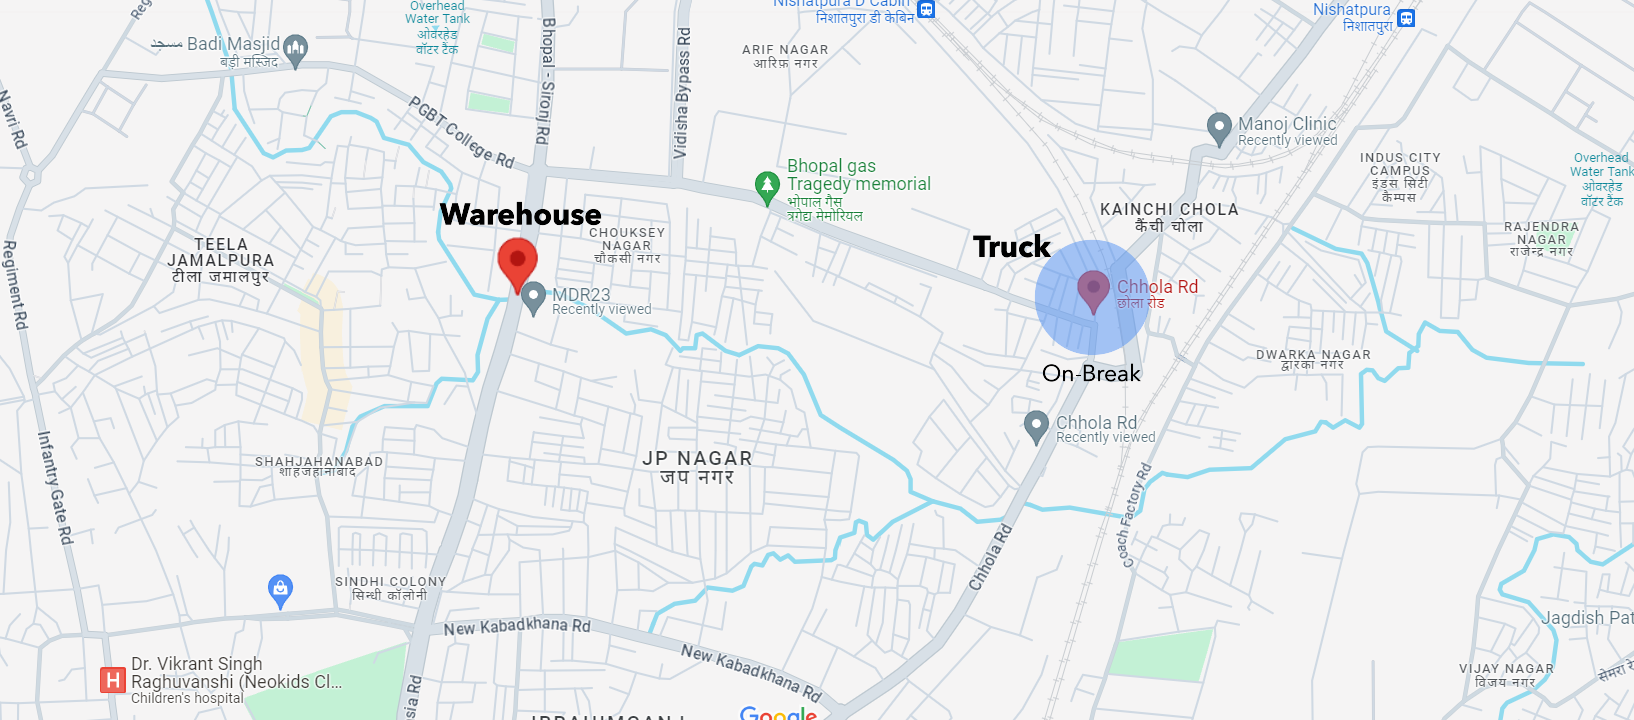 Nishatpura D Cabin
निशातपुरा डी केबिन
Nishatpura
निशातपुरा
Overhead
Water Tank
ओवरहेड
वॉटर टैंक
Reg
Badi Masjid مسجد
बड़ी मस्जिद
Bhopal - Sironj Rd
Vidisha Bypass Rd
ARIF NAGAR
आरिफ़ नगर
Navri Rd
PGBT College Rd
Manoj Clinic
Recently viewed
INDUS CITY
CAMPUS
इंडस सिटी
कैम्पस
Overhead
Water Tank
ओवरहेड
वॉटर टैंक
Bhopal gas
Tragedy memorial
भोपाल गैस
त्रगेद्य मेमोरियल
Warehouse
CHOUKSEY
NAGAR
चौकसी नगर
KAINCHI CHOLA
कैंची चोला
RAJENDRA
NAGAR
राजेन्द्र नगर
TEELA
JAMALPURA
टीला जमालपुर
Regiment Rd
Truck
MDR23
Recently viewed
Chhola Rd
छोला रोड
DWARKA NAGAR
द्वारका नगर
On-Break
Chhola Rd
Recently viewed
Infantry Gate Rd
SHAHJAHANABAD
शाहजहानाबाद
JP NAGAR
जप नगर
Coach Factory Rd
Chhola Rd
SINDHI COLONY
सिन्धी कॉलोनी
New Kabadkhana Rd
New Kabadkhana Rd
Jagdish Pat
Dr. Vikrant Singh
Raghuvanshi (Neokids Cl...
Children's hospital
VIJAY NAGAR
विजय नगर
सेमरा रो
sia Rd
Google